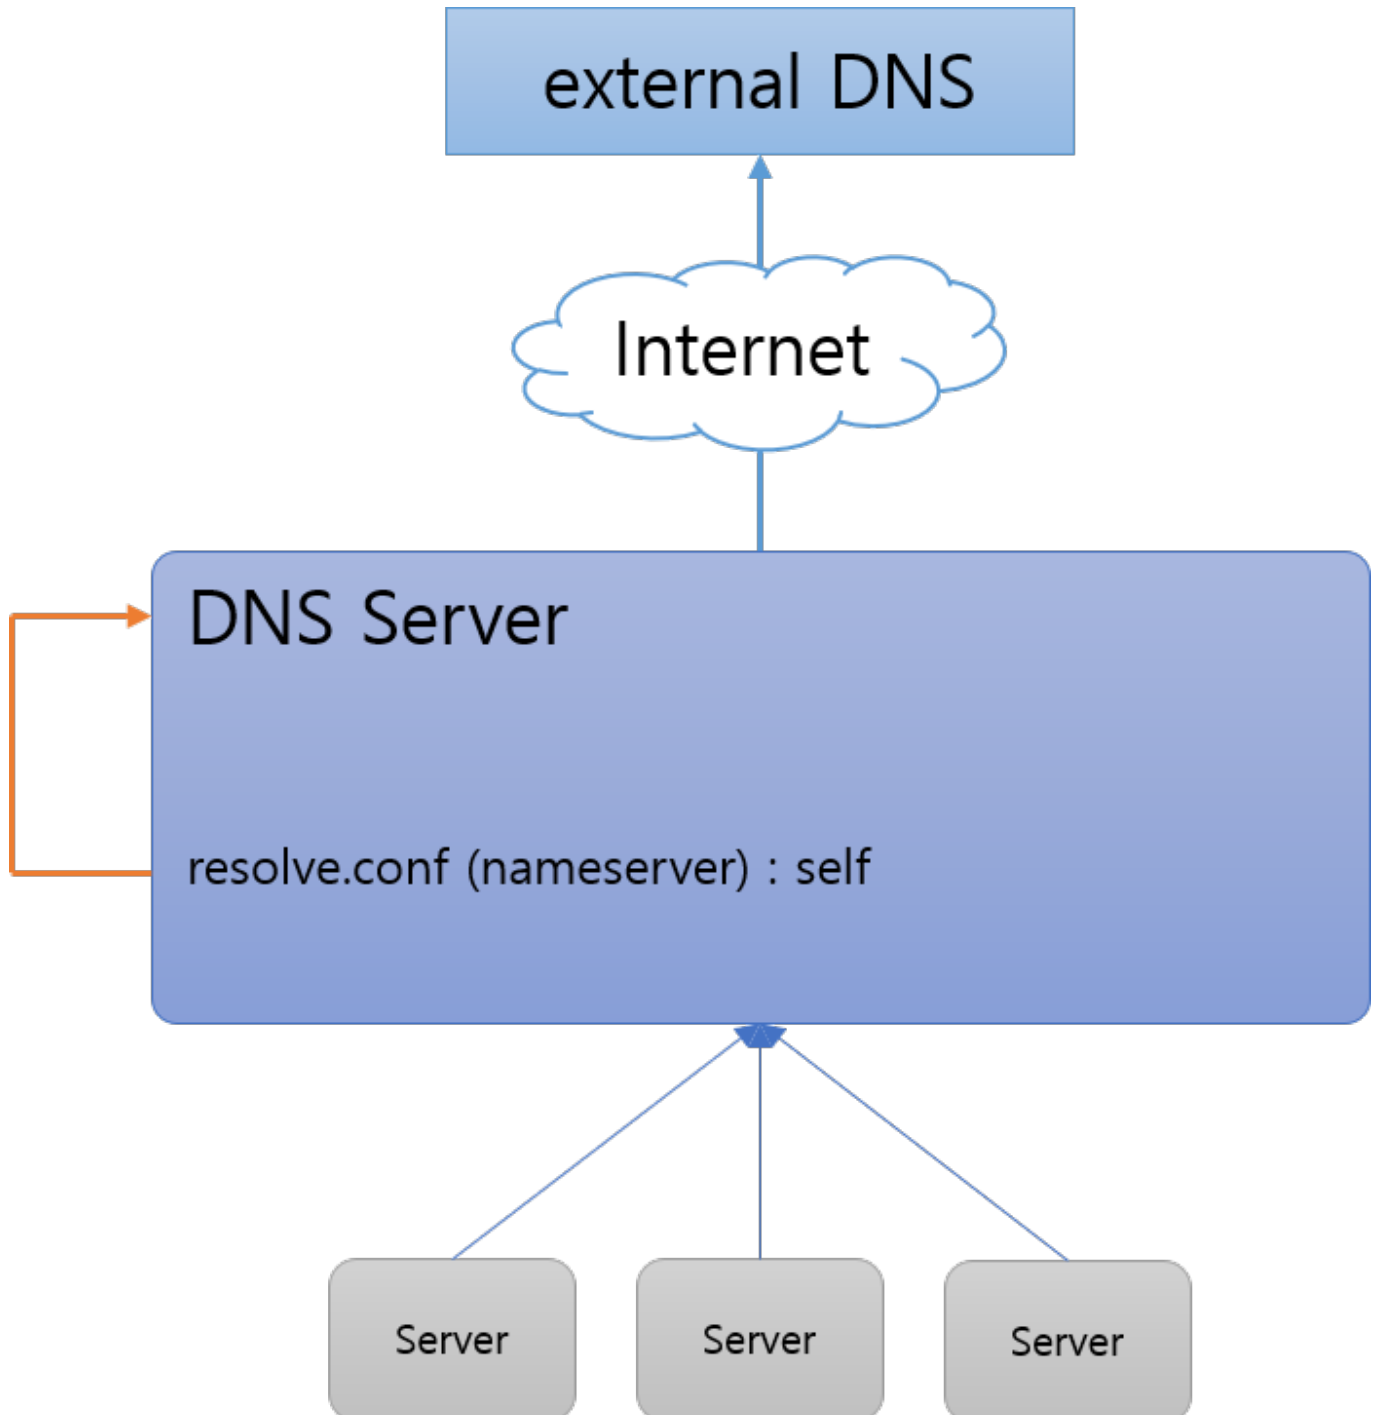 external DNS
Internet
DNS Server
resolve.conf (nameserver) : self
Server
Server
Server